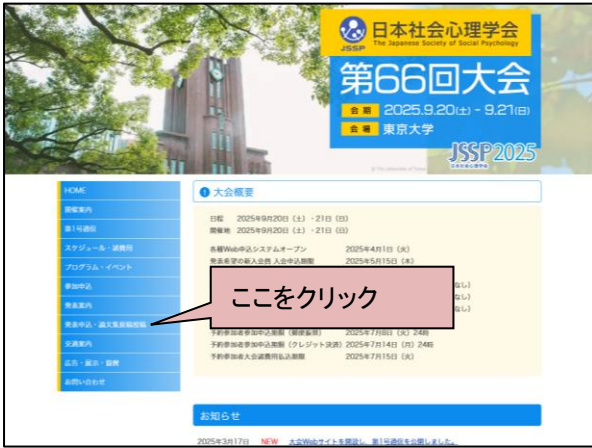 日本社会心理学会
The Japanese Society of Social Psychology
JSSP
第66回大会
会期 2025.9.20(土) - 9.21(日)
会場 東京大学
JSSP2025
日本社会心理学会
HOME
開催案内
第1号通信
スケジュール・諸費用
プログラム・イベント
参加申込
発表案内
発表申込・論文集原稿投稿
交通案内
広告・展示・協賛
お問い合わせ
大会概要
日程 2025年9月20日(土)・21日(日)
開催地 2025年9月20日(土)・21日(日)
各種Web申込システムオープン 2025年4月1日(火)
発表希望の新入会員 入会申込期限 2025年5月15日(木)
なし)
なし)
なし)
ここをクリック
予約参加者参加申込期限(郵便振替) 2025年7月8日(火) 24時
予約参加者参加申込期限(クレジット決済) 2025年7月14日(月) 24時
予約参加者大会諸費用払込期限 2025年7月15日(火)
お知らせ
2025年3月17日 NEW 大会Webサイトを開設し、第1号通信を公開しました。